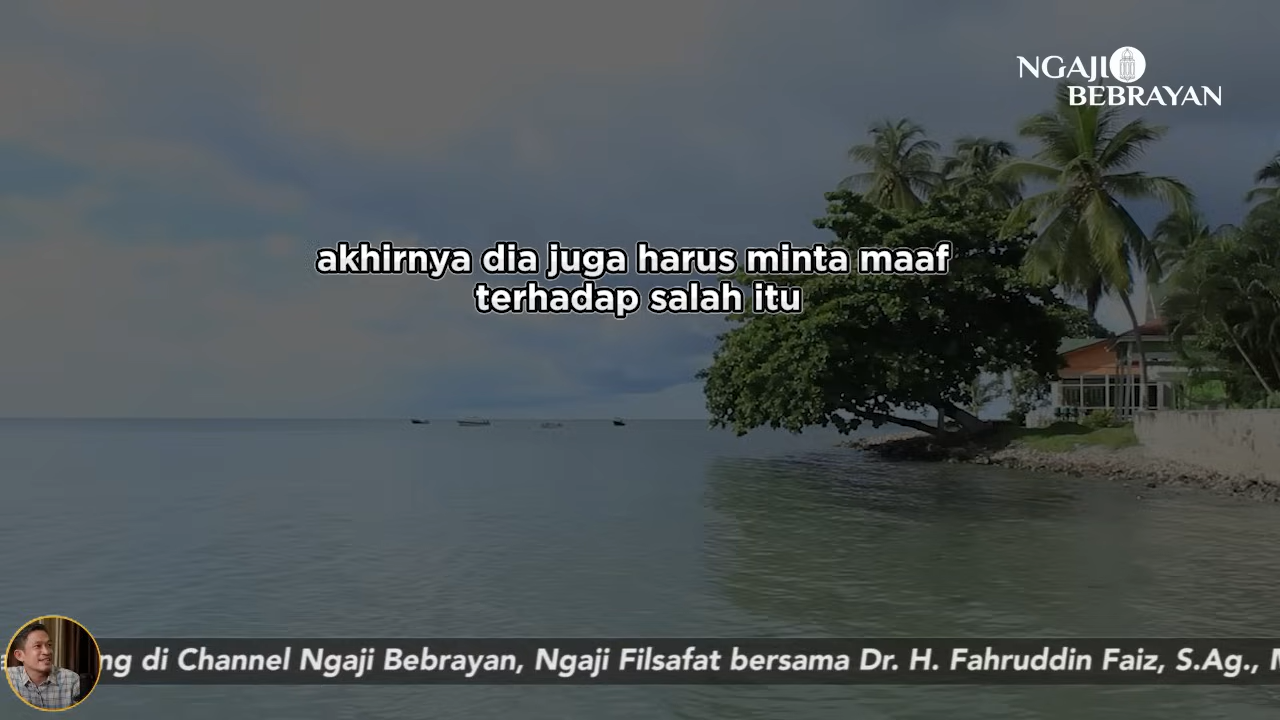 NGAJI
BEBRAYAN
akhirnya dia juga harus minta maaf
terhadap salah itu
di Channel Ngaji Bebrayan, Ngaji Filsafat bersama Dr. H. Fahruddin Faiz, S.Ag.,